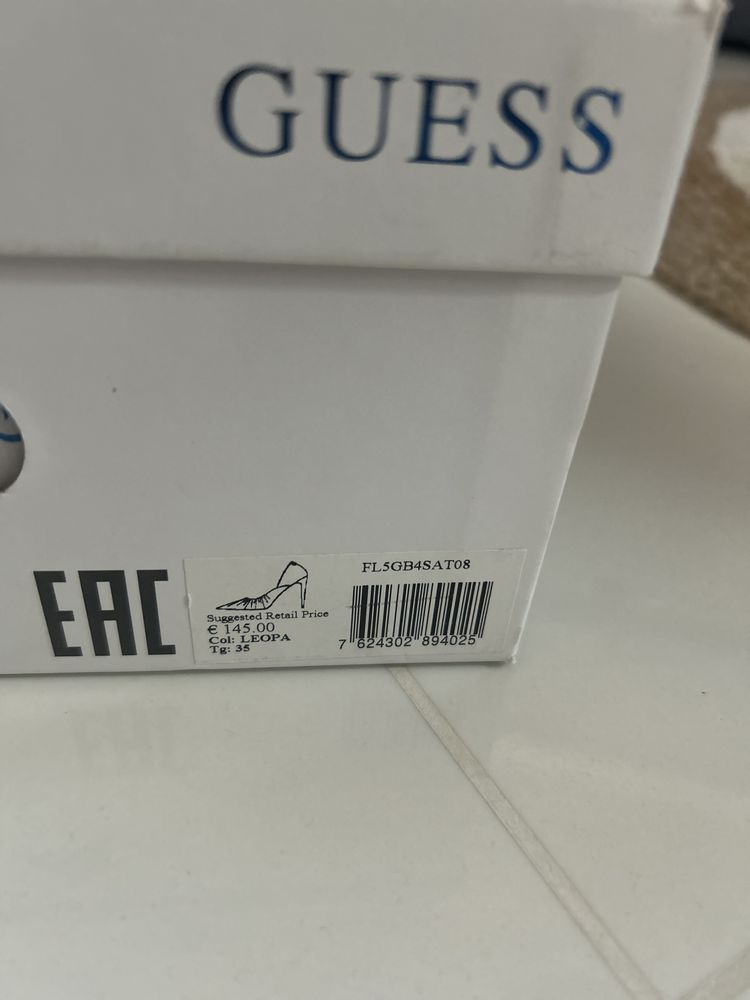 GUESS
EAC
FL5GB4SAT08
Suggested Retail Price
€ 145.00
Col: LEOPA
Tg: 35
7 624302 894025